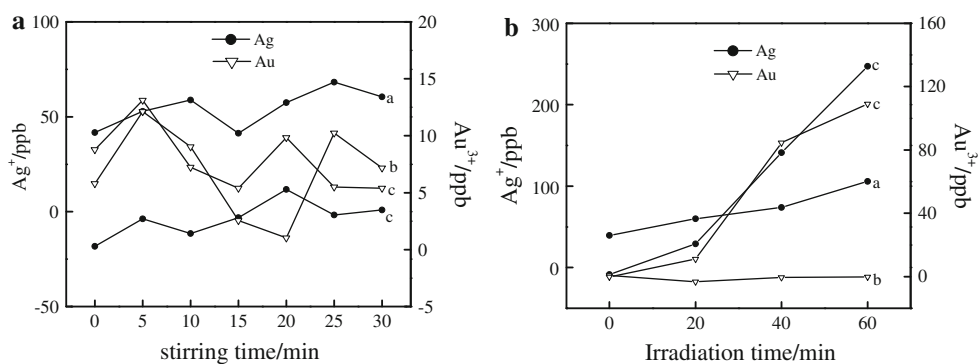 a
100
50
0
-50
Ag+/ppb
Ag
Au
a
b
c
c
20
15
10
5
0
-5
Au3+/ppb
0 5 10 15 20 25 30
stirring time/min
b
300
200
100
0
Ag+/ppb
Ag
Au
c
c
a
b
160
120
80
40
0
Au3+/ppb
0 20 40 60
Irradiation time/min